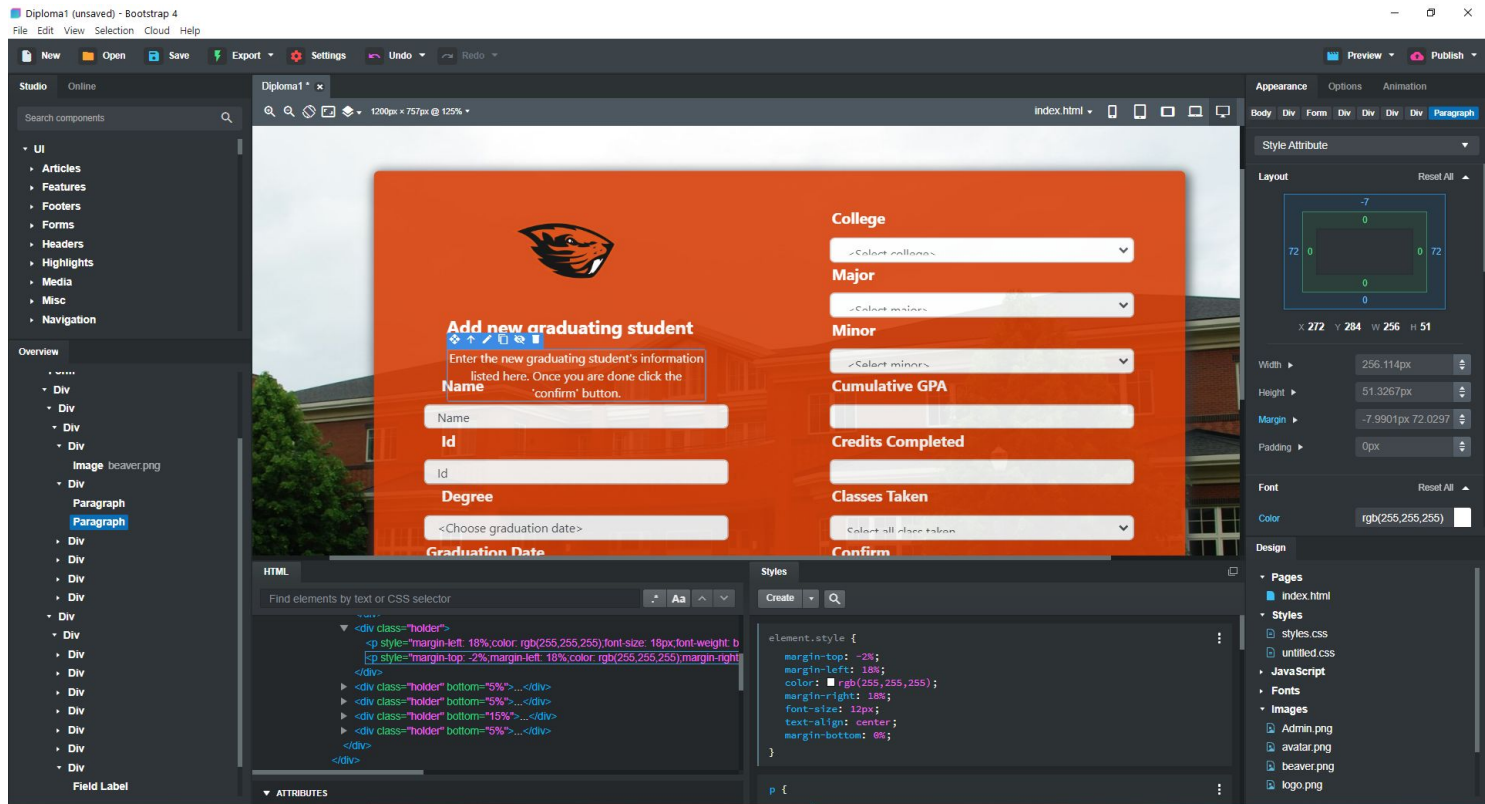 Diploma1 (unsaved) - Bootstrap 4
File Edit View Selection Cloud Help
New Open Save Export Settings Undo Redo Preview Publish
Studio Online
Search components
UI
Articles
Features
Footers
Forms
Headers
Highlights
Media
Misc
Navigation
Overview
Form
Div
Div
Div
Div
Image beaver.png
Div
Paragraph
Paragraph
Div
Div
Div
Div
Div
Div
Div
Div
Div
Div
Div
Div
Div
Field Label
Diploma1 *
1200px × 757px @ 125%
index.html
Add new graduating student
Enter the new graduating student's information
listed here. Once you are done click the
'confirm' button.
Name
Name
Id
Id
Degree
<Choose graduation date>
Graduation Date
College
<Select college>
Major
<Select major>
Minor
<Select minor>
Cumulative GPA
Credits Completed
Classes Taken
Select all class taken
Confirm
HTML
Find elements by text or CSS selector
.* Aa
</div>
<div class="holder">
<p style="margin-left: 18%;color: rgb(255,255,255);font-size: 18px;font-weight: b
<p style="margin-top: -2%;margin-left: 18%;color: rgb(255,255,255);margin-right
</div>
<div class="holder" bottom="5%">...</div>
<div class="holder" bottom="5%">...</div>
<div class="holder" bottom="15%">...</div>
<div class="holder" bottom="5%">...</div>
</div>
</div>
ATTRIBUTES
Styles
Create
element.style {
margin-top: -2%;
margin-left: 18%;
color: rgb(255,255,255);
margin-right: 18%;
font-size: 12px;
text-align: center;
margin-bottom: 0%;
}
p {
Appearance Options Animation
Body Div Form Div Div Div Div Paragraph
Style Attribute
Layout Reset All
-7
0
72 0 0 72
0
0
X 272 Y 284 W 256 H 51
Width 256.114px
Height 51.3267px
Margin -7.9901px 72.0297
Padding 0px
Font Reset All
Color rgb(255,255,255)
Design
Pages
index.html
Styles
styles.css
untitled.css
JavaScript
Fonts
Images
Admin.png
avatar.png
beaver.png
logo.png